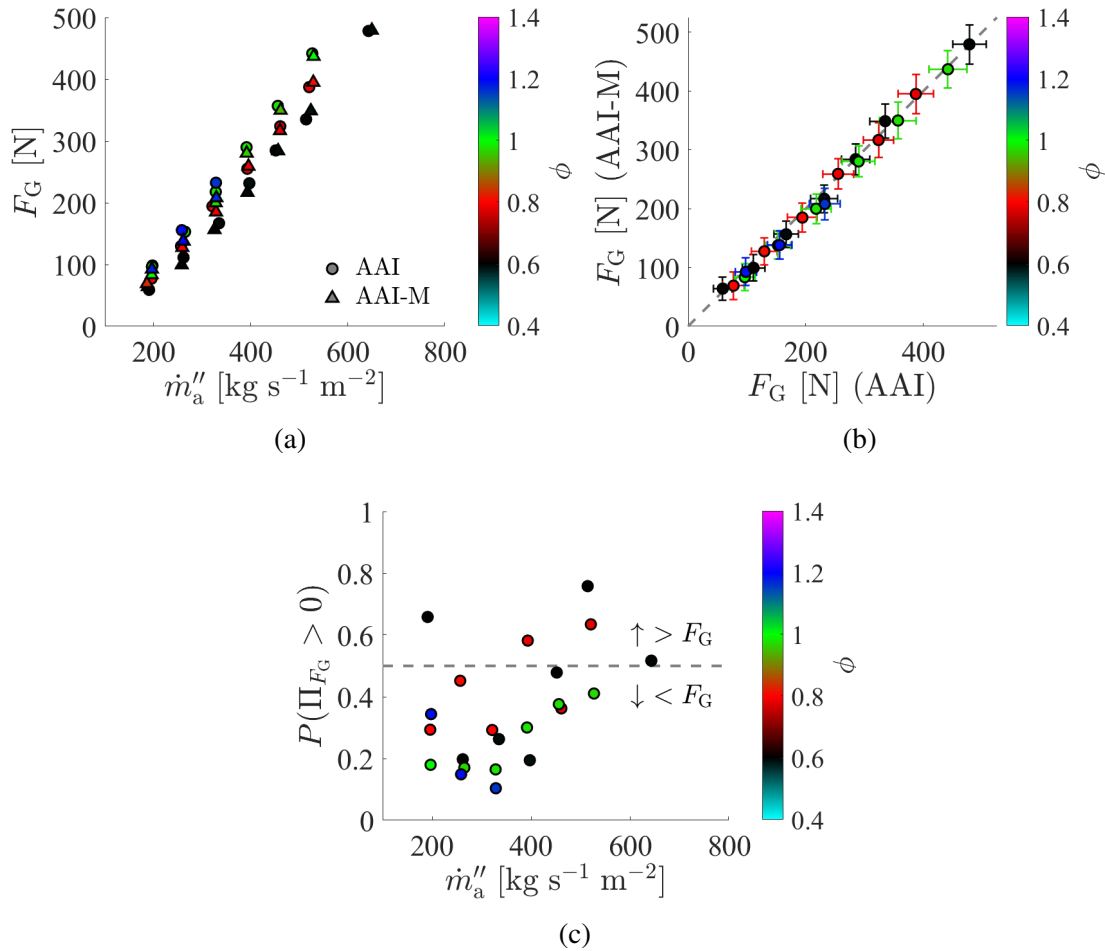 500
400
300
200
100
0
F_G [N]
200 400 600 800
ṁ″_a [kg s⁻¹ m⁻²]
AAI
AAI-M
1.4
1.2
1
0.8
0.6
0.4
ϕ
(a)
500
400
300
200
100
0
F_G [N] (AAI-M)
0 200 400
F_G [N] (AAI)
1.4
1.2
1
0.8
0.6
0.4
ϕ
(b)
1
0.8
0.6
0.4
0.2
0
P(Π_{F_G} > 0)
↑ > F_G
↓ < F_G
200 400 600 800
ṁ″_a [kg s⁻¹ m⁻²]
1.4
1.2
1
0.8
0.6
0.4
ϕ
(c)